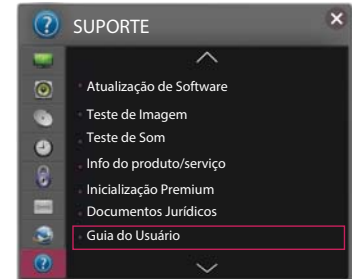 SUPORTE
Atualização de Software
Teste de Imagem
Teste de Som
Info do produto/serviço
Inicialização Premium
Documentos Jurídicos
Guia do Usuário